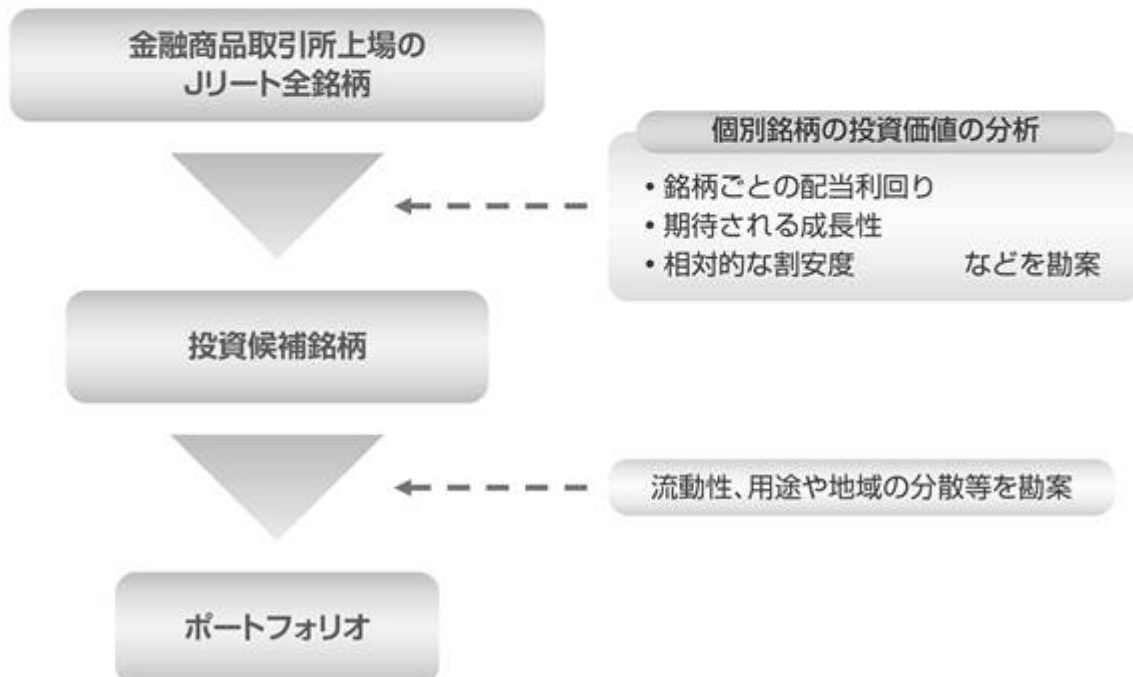 金融商品取引所上場の
Jリート全銘柄
個別銘柄の投資価値の分析
・銘柄ごとの配当利回り
・期待される成長性
・相対的な割安度 などを勘案
投資候補銘柄
流動性、用途や地域の分散等を勘案
ポートフォリオ